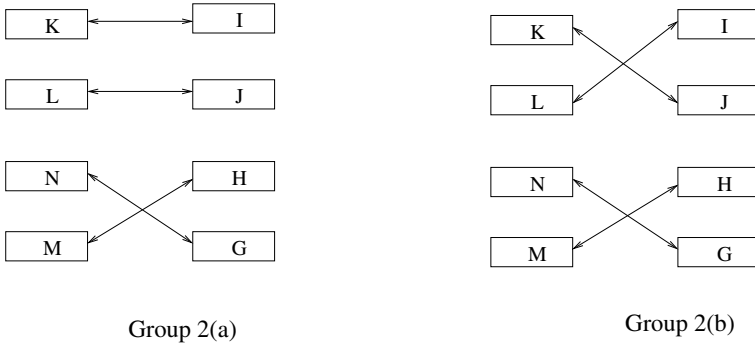 K I
L J
N H
M G
Group 2(a)
K I
L J
N H
M G
Group 2(b)